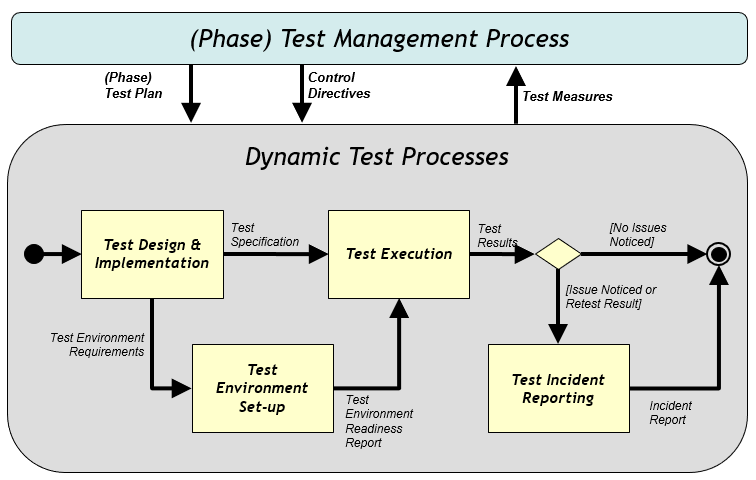 (Phase) Test Management Process
(Phase)
Test Plan
Control
Directives
Test Measures
Dynamic Test Processes
Test Design &
Implementation
Test
Specification
Test Execution
Test
Results
[No Issues
Noticed]
[Issue Noticed or
Retest Result]
Test Environment
Requirements
Test
Environment
Set-up
Test
Environment
Readiness
Report
Test Incident
Reporting
Incident
Report